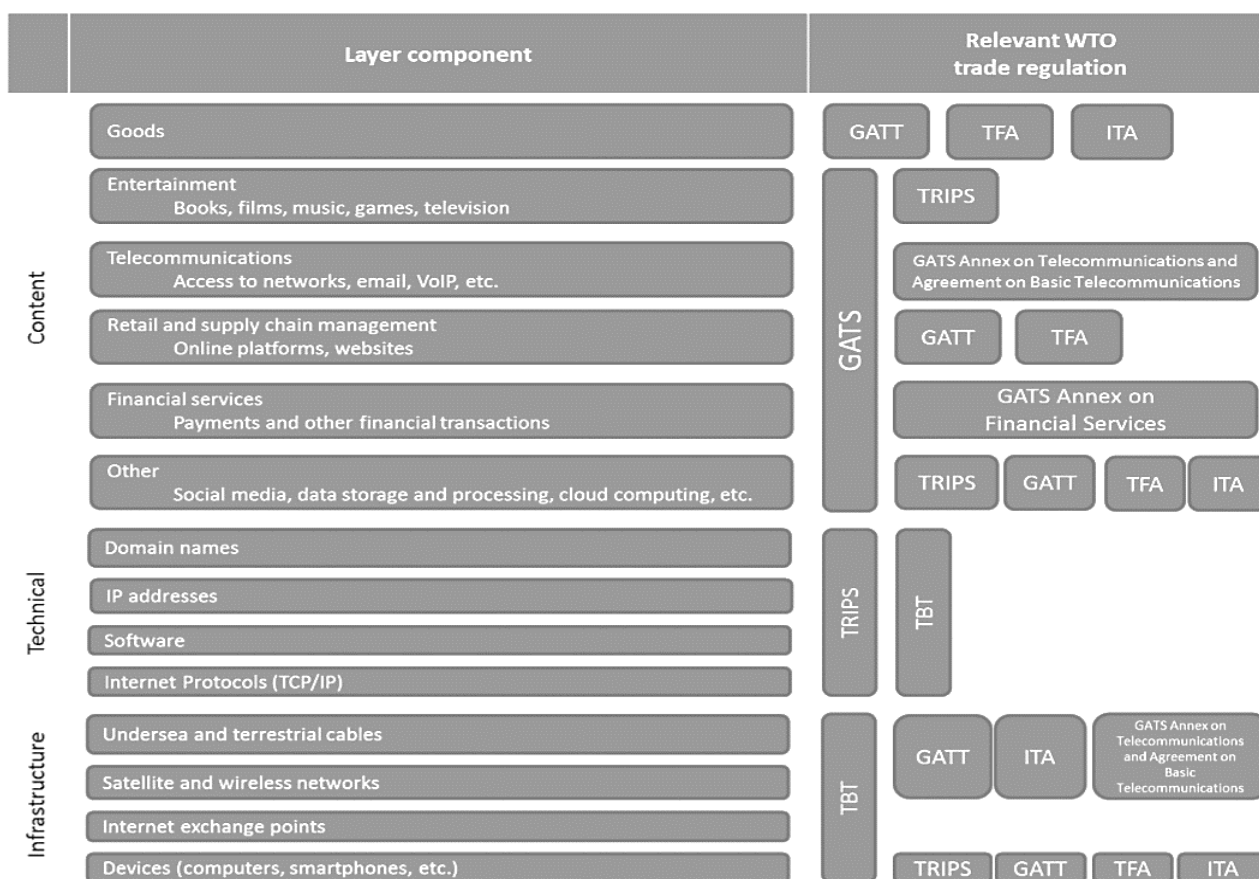 Layer component
Relevant WTO
trade regulation
Content
Goods
GATT
TFA
ITA
GATS
Entertainment
Books, films, music, games, television
TRIPS
Telecommunications
Access to networks, email, VoIP, etc.
GATS Annex on Telecommunications and
Agreement on Basic Telecommunications
Retail and supply chain management
Online platforms, websites
GATT
TFA
Financial services
Payments and other financial transactions
GATS Annex on
Financial Services
Other
Social media, data storage and processing, cloud computing, etc.
TRIPS
GATT
TFA
ITA
Technical
Domain names
IP addresses
Software
Internet Protocols (TCP/IP)
TRIPS
TBT
Infrastructure
Undersea and terrestrial cables
Satellite and wireless networks
Internet exchange points
TBT
GATT
ITA
GATS Annex on
Telecommunications
and Agreement on
Basic
Telecommunications
Devices (computers, smartphones, etc.)
TRIPS
GATT
TFA
ITA